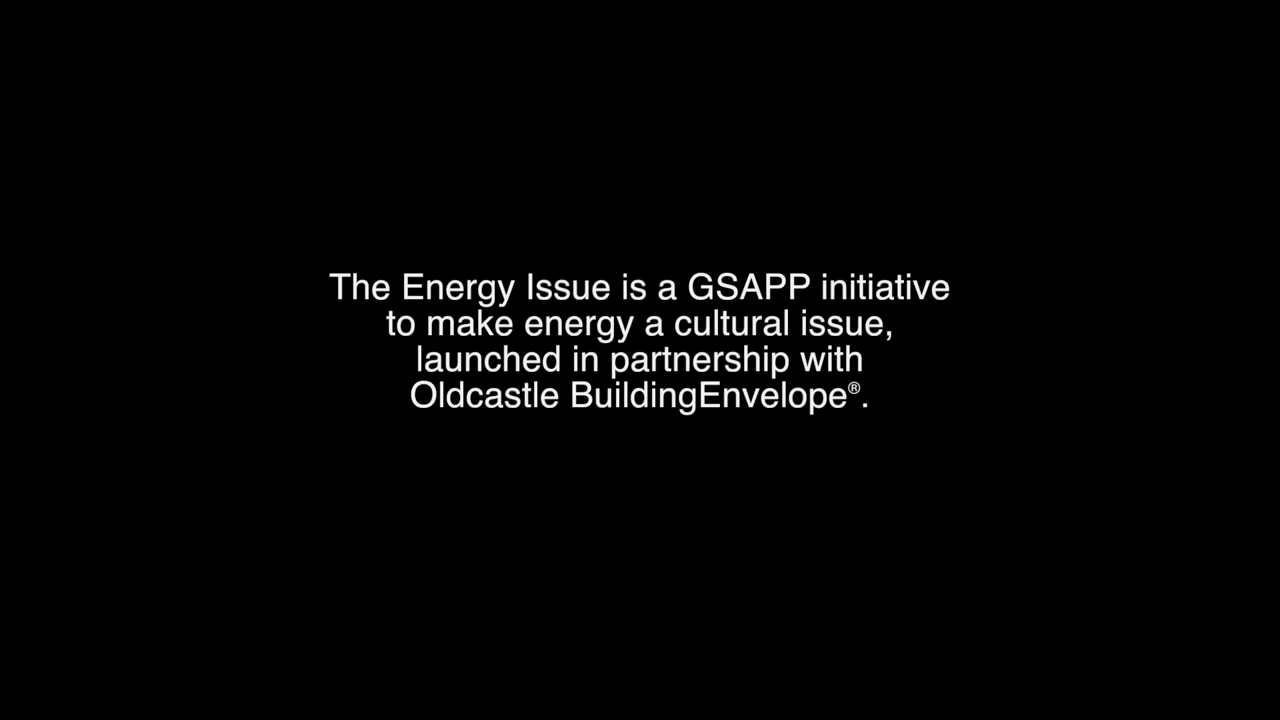 The Energy Issue is a GSAPP initiative
to make energy a cultural issue,
launched in partnership with
Oldcastle BuildingEnvelope®.